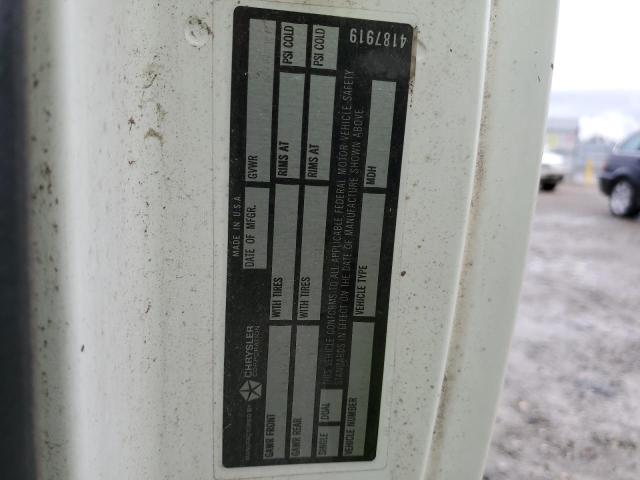 MANUFACTURED BY CHRYSLER CORPORATION MADE IN U.S.A.
DATE OF MFGR. GVWR
GAWR FRONT WITH TIRES RIMS AT PSI COLD
GAWR REAR WITH TIRES RIMS AT PSI COLD
SINGLE DUAL THIS VEHICLE CONFORMS TO ALL APPLICABLE FEDERAL MOTOR VEHICLE SAFETY
STANDARDS IN EFFECT ON THE DATE OF MANUFACTURE SHOWN ABOVE.
VEHICLE NUMBER VEHICLE TYPE MDH
4187919